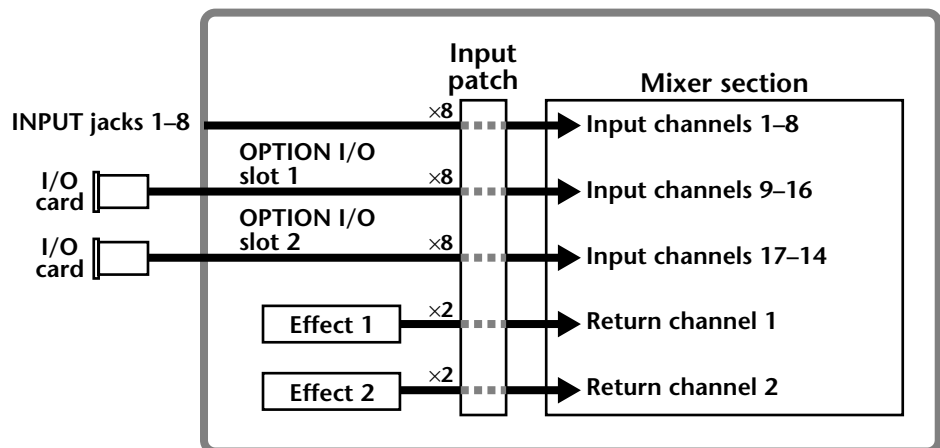 Input
patch
Mixer section
INPUT jacks 1–8
×8
Input channels 1–8
OPTION I/O
slot 1
I/O
card
×8
Input channels 9–16
OPTION I/O
slot 2
I/O
card
×8
Input channels 17–14
Effect 1
×2
Return channel 1
Effect 2
×2
Return channel 2